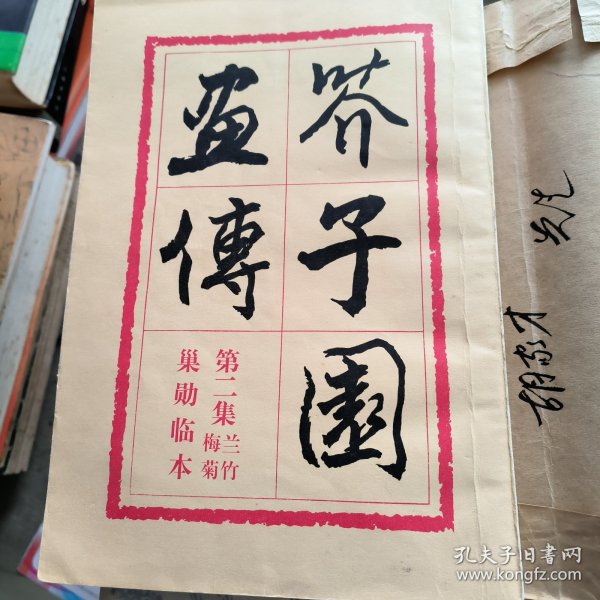 芥子園
畫傳
第二集
兰竹
梅菊
巢勋临本
孔夫子旧书网
www.kongfz.com